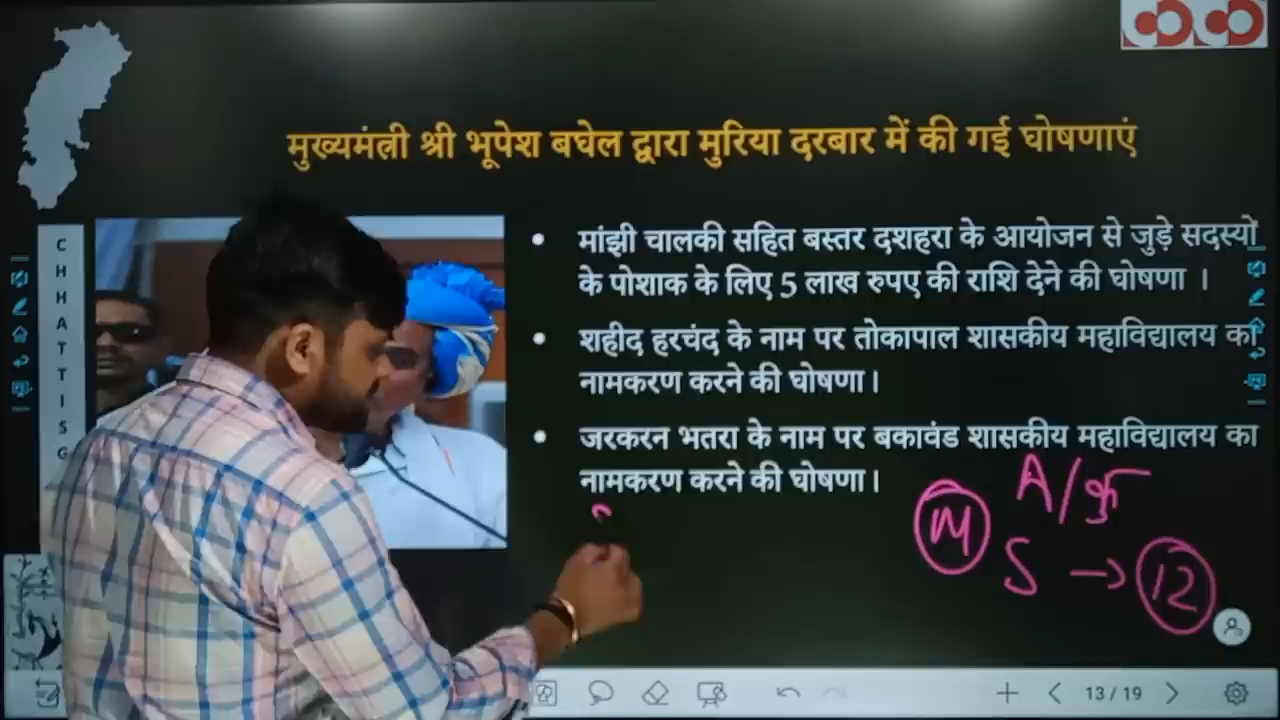 मुख्यमंत्री श्री भूपेश बघेल द्वारा मुरिया दरबार में की गई घोषणाएं
CHHATTISG
मांझी चालकी सहित बस्तर दशहरा के आयोजन से जुड़े सदस्यों
के पोशाक के लिए 5 लाख रुपए की राशि देने की घोषणा ।
शहीद हरचंद के नाम पर तोकापाल शासकीय महाविद्यालय का
नामकरण करने की घोषणा।
जरकरन भतरा के नाम पर बकावंड शासकीय महाविद्यालय का
नामकरण करने की घोषणा।
M A/कु
S → 12
13 / 19